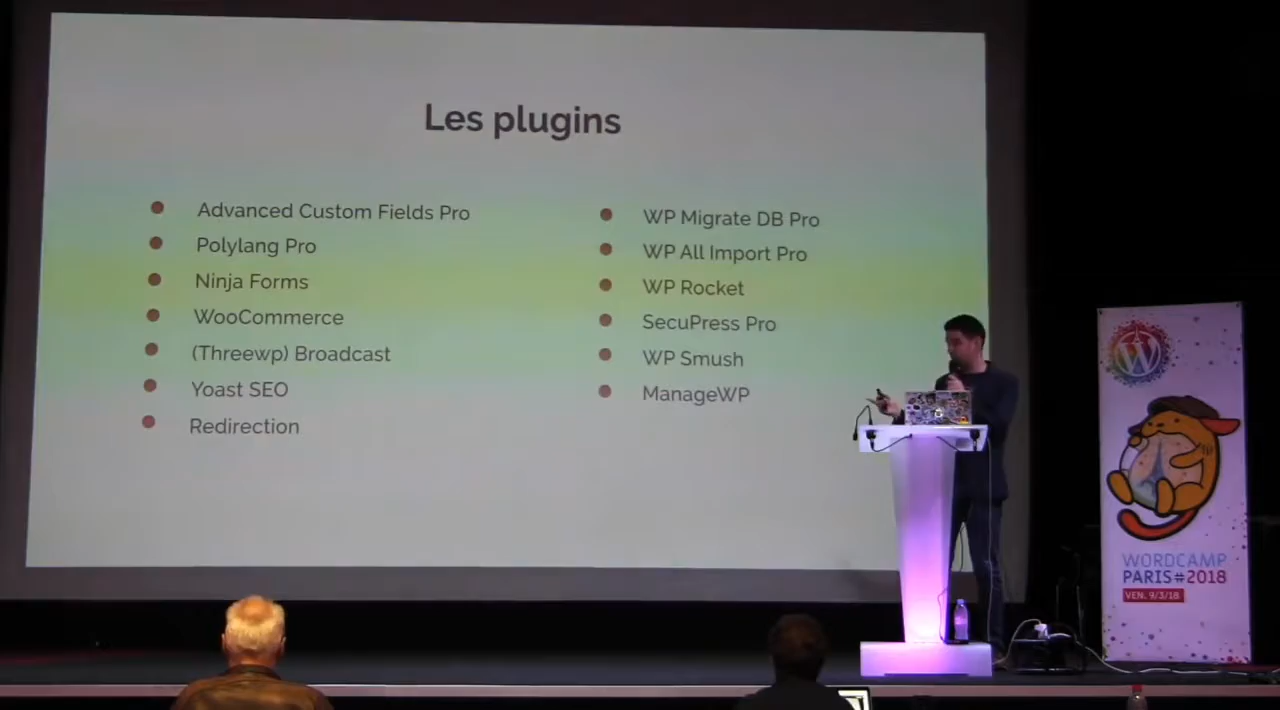 Les plugins
Advanced Custom Fields Pro
Polylang Pro
Ninja Forms
WooCommerce
(Threewp) Broadcast
Yoast SEO
Redirection
WP Migrate DB Pro
WP All Import Pro
WP Rocket
SecuPress Pro
WP Smush
ManageWP
WORDCAMP
PARIS#2018
VEN. 9/3/18